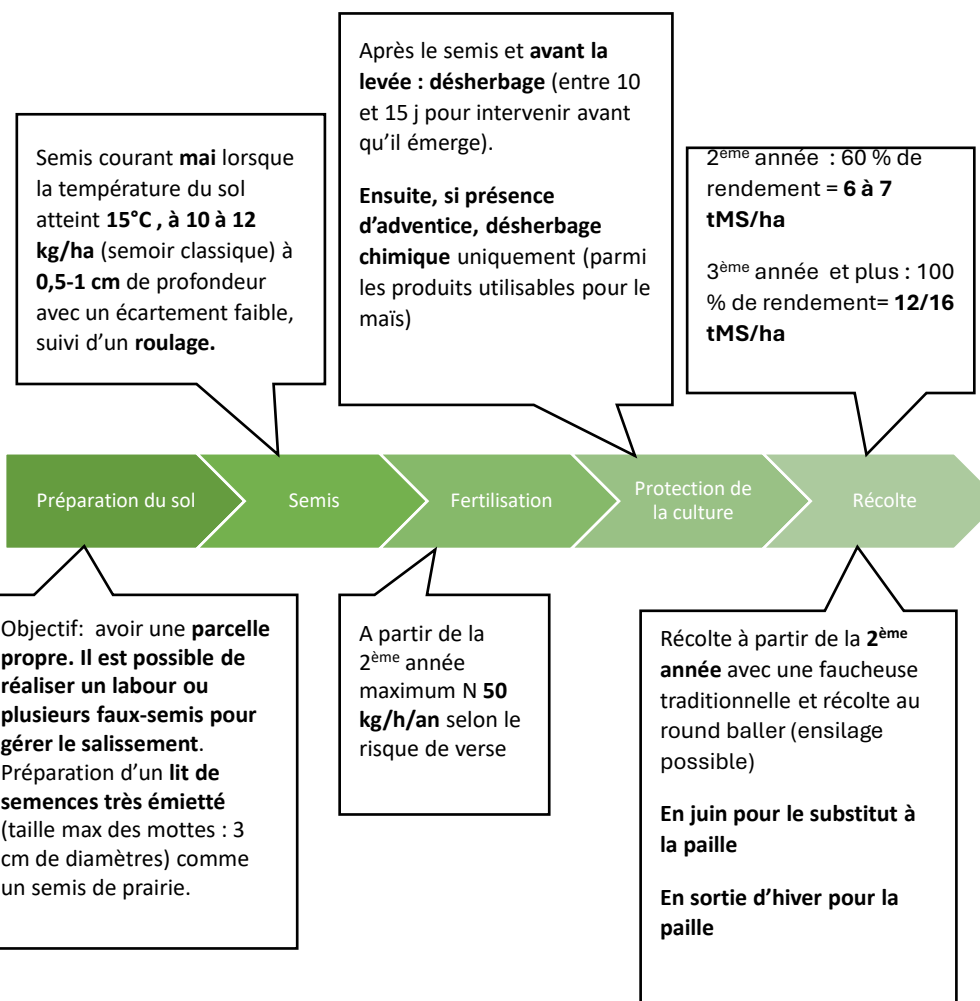 Après le semis et avant la
levée : désherbage (entre 10
et 15 j pour intervenir avant
qu’il émerge).
Ensuite, si présence
d’adventice, désherbage
chimique uniquement (parmi
les produits utilisables pour le
maïs)
Semis courant mai lorsque
la température du sol
atteint 15°C , à 10 à 12
kg/ha (semoir classique) à
0,5-1 cm de profondeur
avec un écartement faible,
suivi d’un roulage.
2ème année : 60 % de
rendement = 6 à 7
tMS/ha
3ème année et plus : 100
% de rendement= 12/16
tMS/ha
Préparation du sol
Semis
Fertilisation
Protection de
la culture
Récolte
Objectif: avoir une parcelle
propre. Il est possible de
réaliser un labour ou
plusieurs faux-semis pour
gérer le salissement.
Préparation d’un lit de
semences très émietté
(taille max des mottes : 3
cm de diamètres) comme
un semis de prairie.
A partir de la
2ème année
maximum N 50
kg/h/an selon le
risque de verse
Récolte à partir de la 2ème
année avec une faucheuse
traditionnelle et récolte au
round baller (ensilage
possible)
En juin pour le substitut à
la paille
En sortie d’hiver pour la
paille